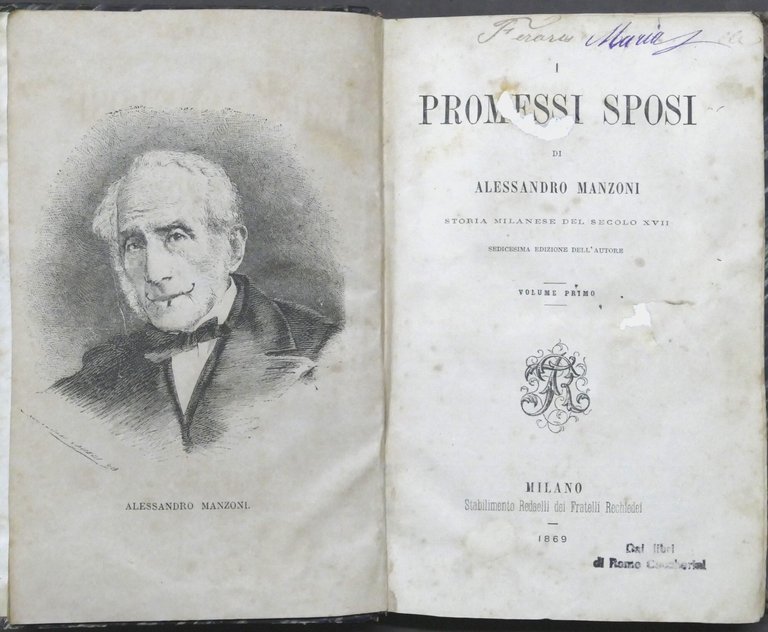 ALESSANDRO MANZONI.
Maria
I
PROMESSI SPOSI
DI
ALESSANDRO MANZONI
STORIA MILANESE DEL SECOLO XVII
SEDICESIMA EDIZIONE DELL'AUTORE
VOLUME PRIMO
MILANO
Stabilimento Redaelli dei Fratelli Rechiedei
1869
Dai libri
di Remo